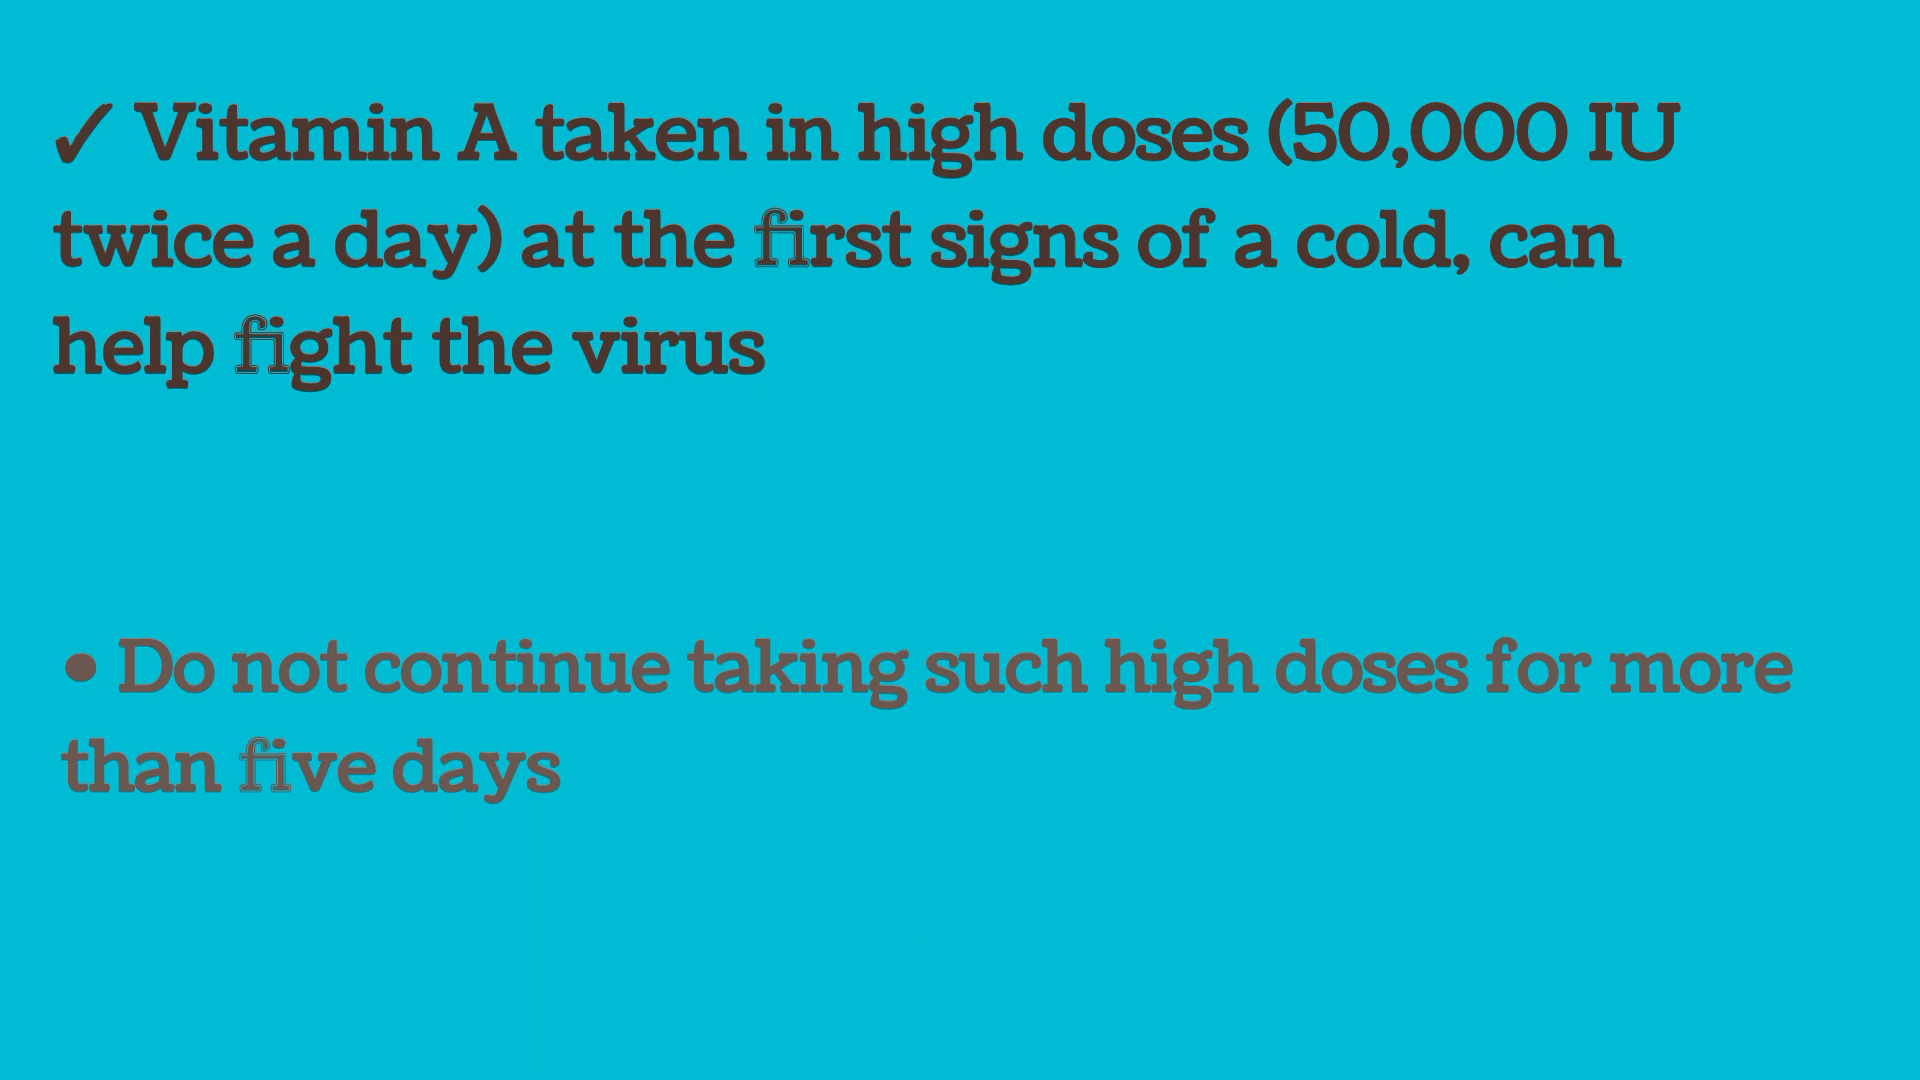 ✓ Vitamin A taken in high doses (50,000 IU
twice a day) at the first signs of a cold, can
help fight the virus
• Do not continue taking such high doses for more
than five days